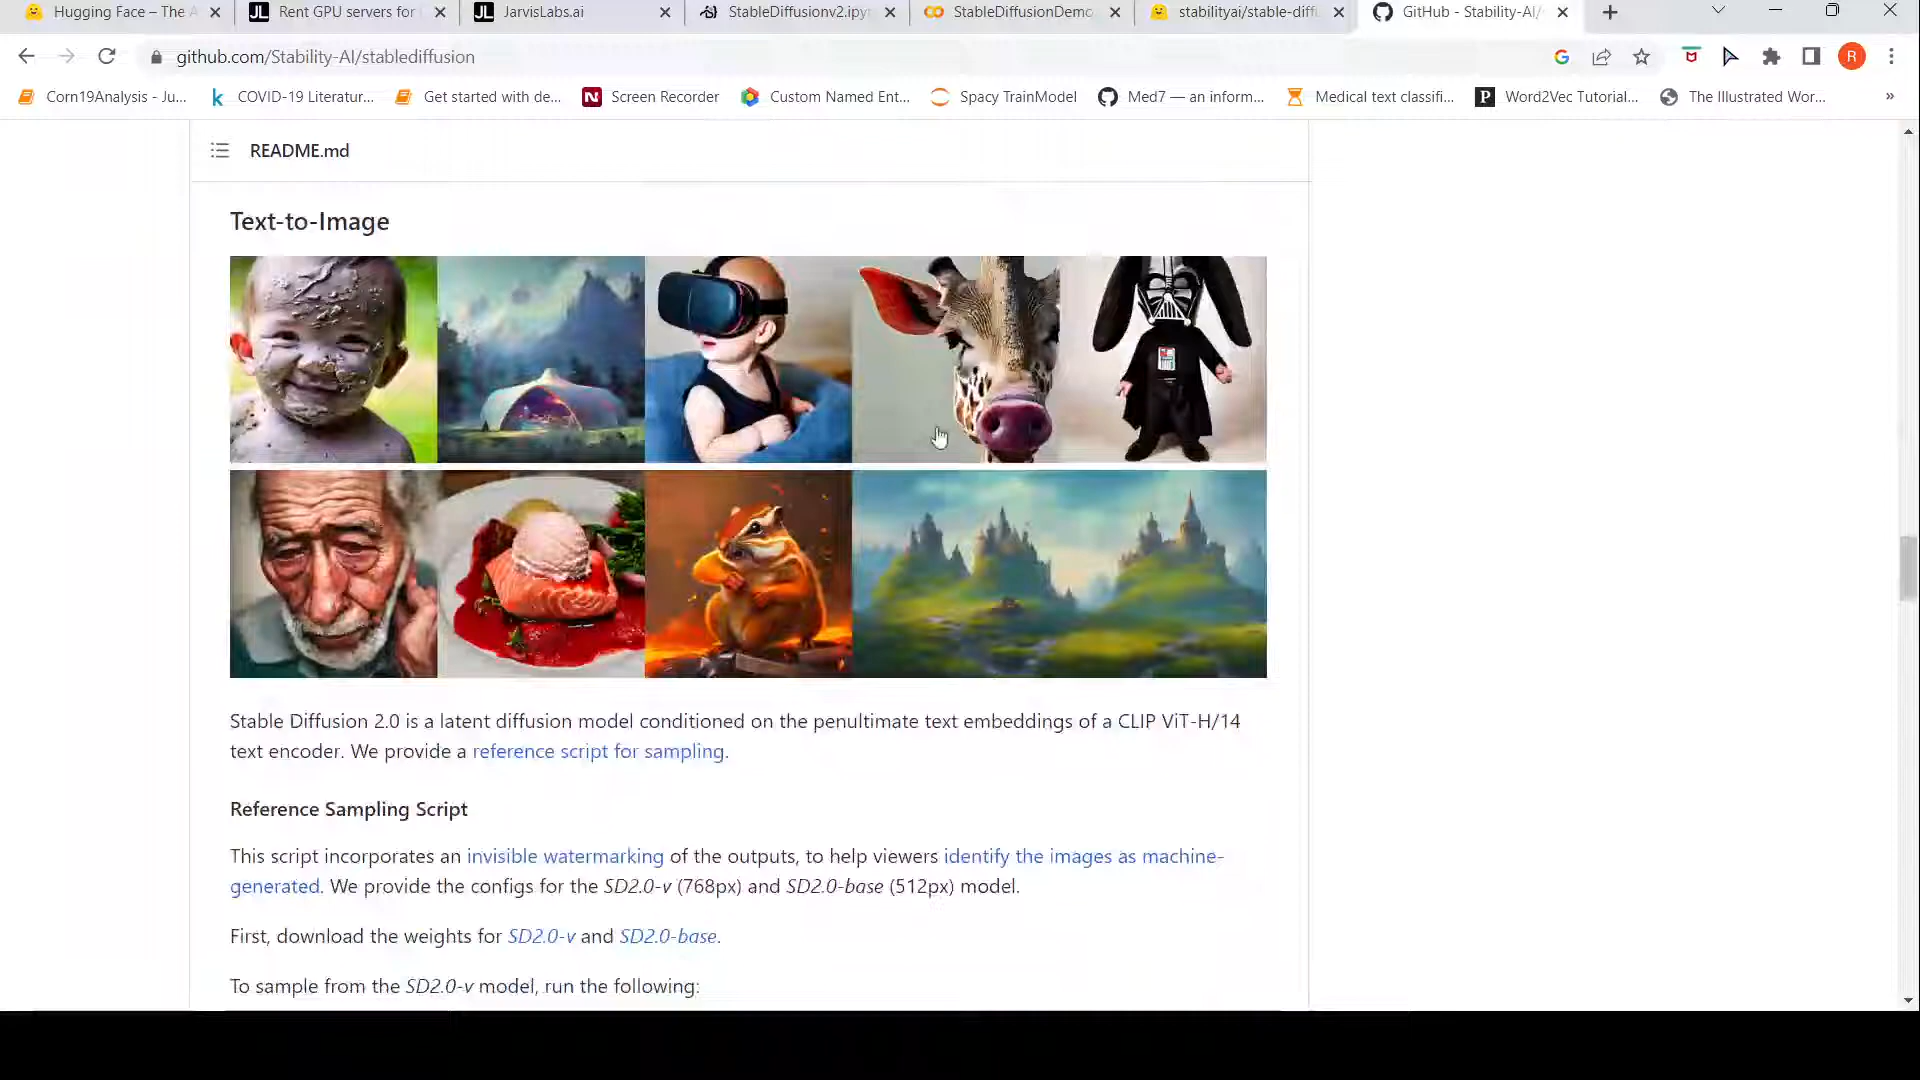 Hugging Face – The A
Rent GPU servers for
JarvisLabs.ai
StableDiffusionv2.ipyn
StableDiffusionDemo
stabilityai/stable-diffu
GitHub - Stability-AI/
github.com/Stability-AI/stablediffusion
R
Corn19Analysis - Ju...
COVID-19 Literatur...
Get started with de...
Screen Recorder
Custom Named Ent...
Spacy TrainModel
Med7 — an inform...
Medical text classifi...
Word2Vec Tutorial...
The Illustrated Wor...
»
README.md
Text-to-Image
Stable Diffusion 2.0 is a latent diffusion model conditioned on the penultimate text embeddings of a CLIP ViT-H/14
text encoder. We provide a reference script for sampling.
Reference Sampling Script
This script incorporates an invisible watermarking of the outputs, to help viewers identify the images as machine-
generated. We provide the configs for the SD2.0-v (768px) and SD2.0-base (512px) model.
First, download the weights for SD2.0-v and SD2.0-base.
To sample from the SD2.0-v model, run the following: